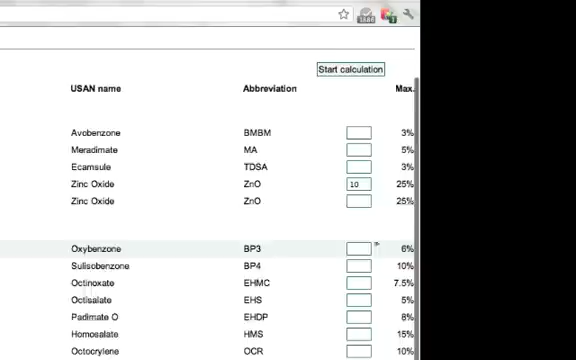 Start calculation
USAN name Abbreviation Max.
Avobenzone BMBM 3%
Meradimate MA 5%
Ecamsule TDSA 3%
Zinc Oxide ZnO 10 25%
Zinc Oxide ZnO 25%
Oxybenzone BP3 6%
Sulisobenzone BP4 10%
Octinoxate EHMC 7.5%
Octisalate EHS 5%
Padimate O EHDP 8%
Homosalate HMS 15%
Octocrylene OCR 10%